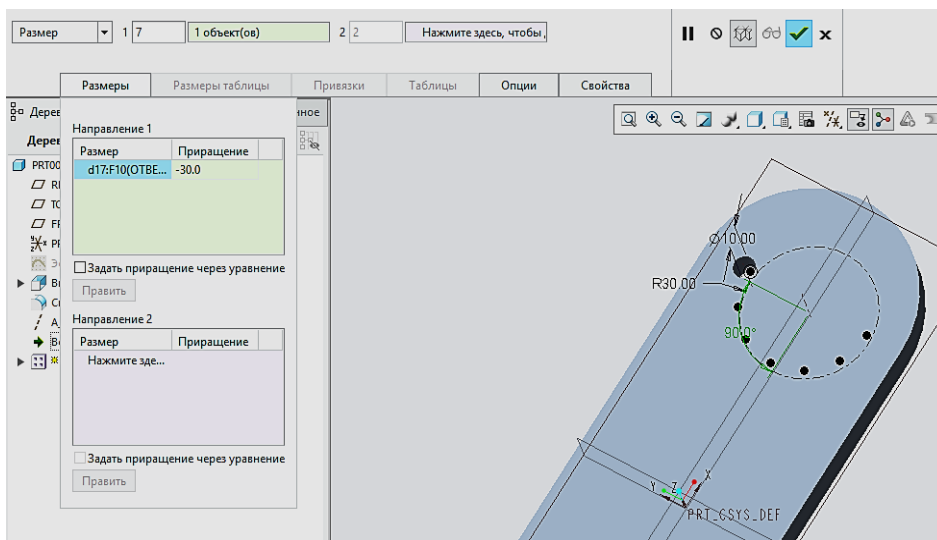 Размер 1 7 1 объект(ов) 2 2 Нажмите здесь, чтобы,
Размеры Размеры таблицы Привязки Таблицы Опции Свойства
Направление 1
Размер Приращение
d17:F10(ОТВЕ... -30.0
Задать приращение через уравнение
Править
Направление 2
Размер Приращение
Нажмите зде...
Задать приращение через уравнение
Править
PRT00
A_
Ø10.00
R30.00
90.0°
X
Y
Z
PRT_CSYS_DEF